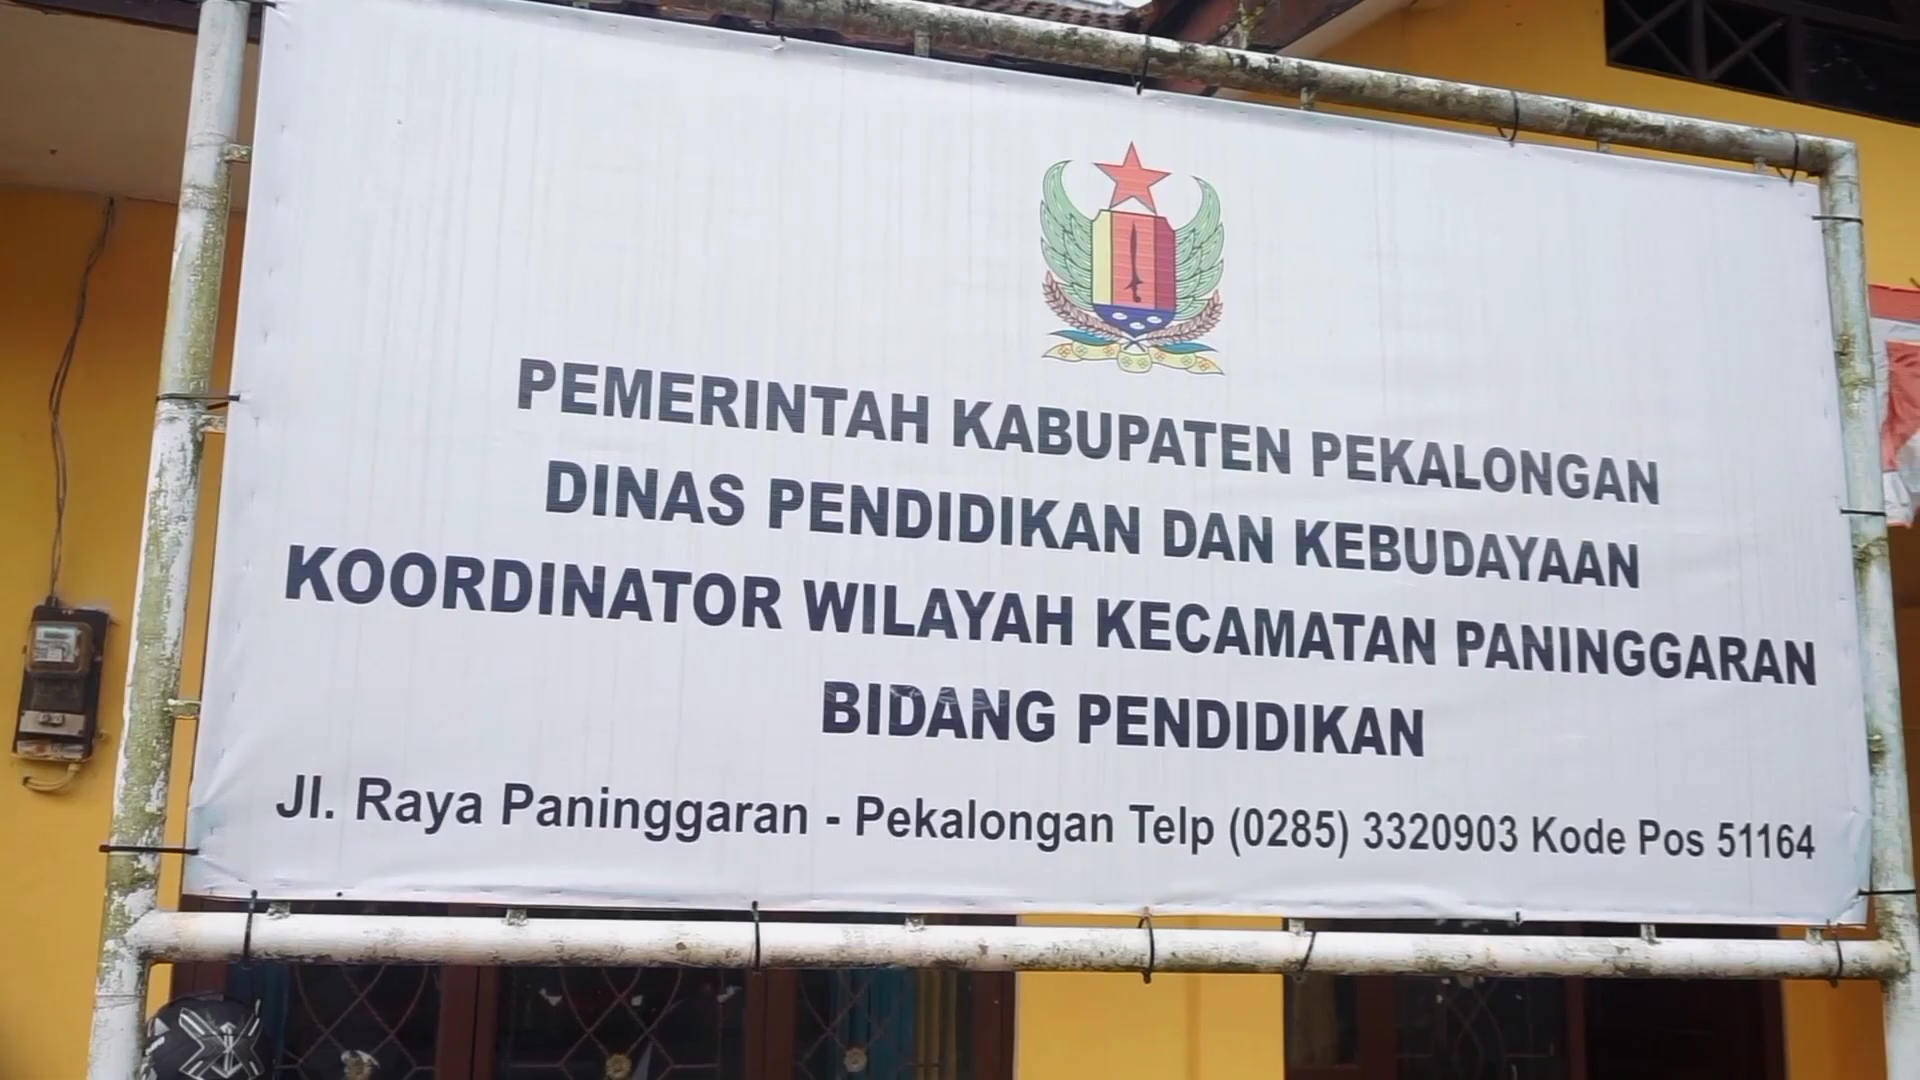 PEMERINTAH KABUPATEN PEKALONGAN
DINAS PENDIDIKAN DAN KEBUDAYAAN
KOORDINATOR WILAYAH KECAMATAN PANINGGARAN
BIDANG PENDIDIKAN
Jl. Raya Paninggaran - Pekalongan Telp (0285) 3320903 Kode Pos 51164